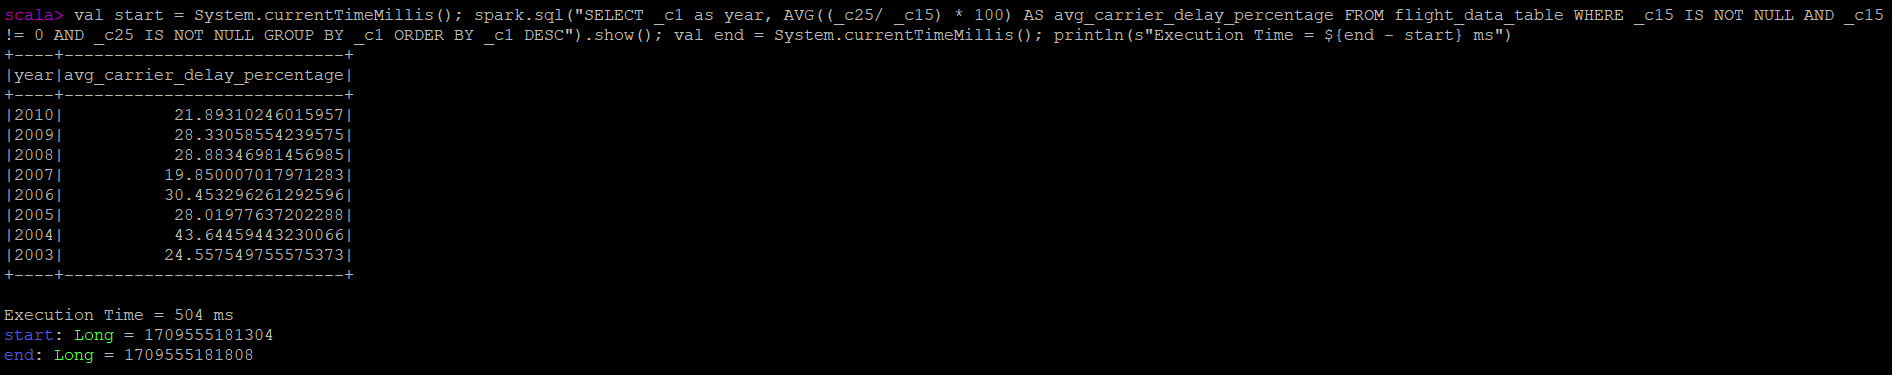 scala> val start = System.currentTimeMillis(); spark.sql("SELECT _c1 as year, AVG((_c25/ _c15) * 100) AS avg_carrier_delay_percentage FROM flight_data_table WHERE _c15 IS NOT NULL AND _c15
!= 0 AND _c25 IS NOT NULL GROUP BY _c1 ORDER BY _c1 DESC").show(); val end = System.currentTimeMillis(); println(s"Execution Time = ${end - start} ms")
+----+----------------------------+
|year|avg_carrier_delay_percentage|
+----+----------------------------+
|2010|           21.89310246015957|
|2009|           28.33058554239575|
|2008|           28.88346981456985|
|2007|          19.850007017971283|
|2006|          30.453296261292596|
|2005|           28.01977637202288|
|2004|           43.64459443230066|
|2003|          24.557549755575373|
+----+----------------------------+
Execution Time = 504 ms
start: Long = 1709555181304
end: Long = 1709555181808